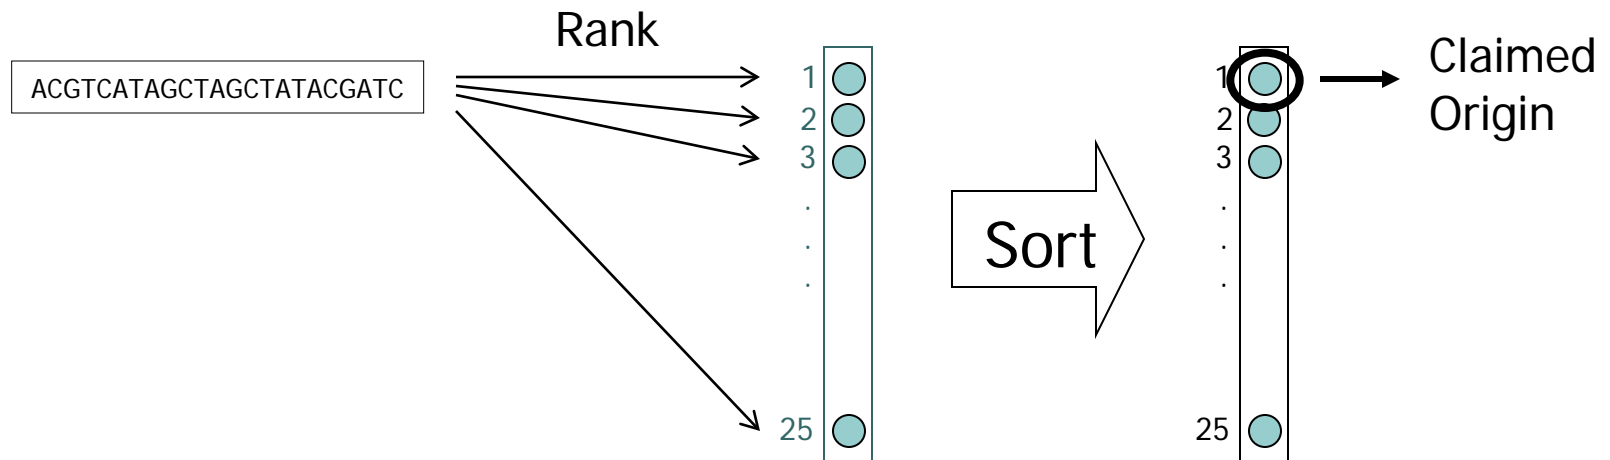 Rank
ACGTCATAGCTAGCTATACGATC
1
2
3
.
.
.
25
Sort
1
2
3
.
.
.
25
Claimed
Origin